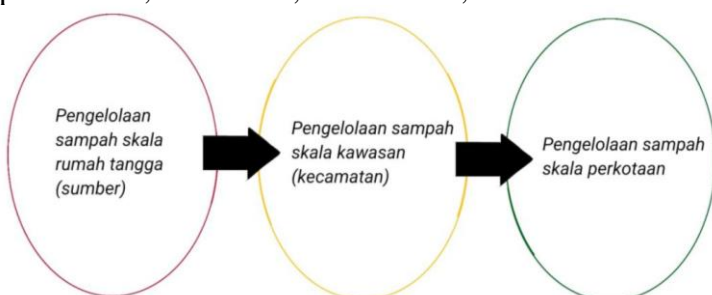 Pengelolaan
sampah skala
rumah tangga
(sumber)
Pengelolaan sampah
skala kawasan
(kecamatan)
Pengelolaan sampah
skala perkotaan